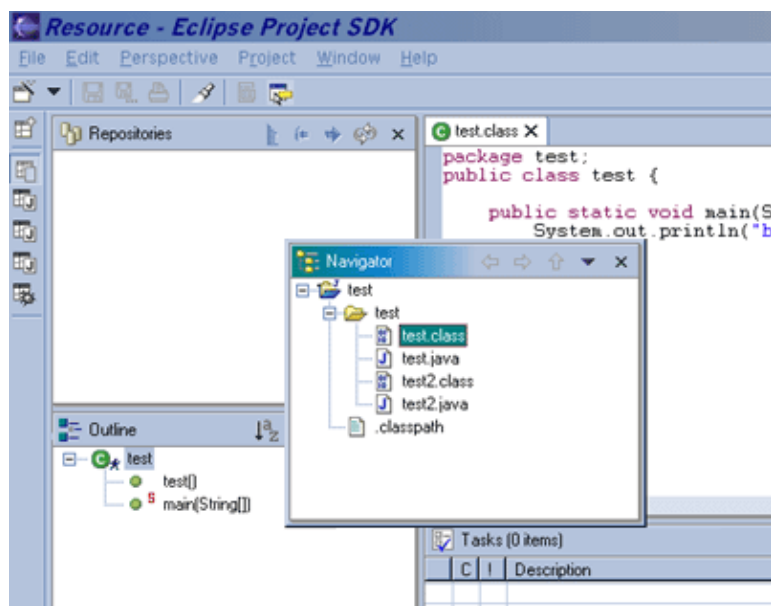 Resource - Eclipse Project SDK
File Edit Perspective Project Window Help
Repositories
test.class
package test;
public class test {
public static void main(S
System.out.println("h
Navigator
test
test
test.class
test.java
test2.class
test2.java
.classpath
Outline
test
test()
main(String[])
Tasks (0 items)
C ! Description